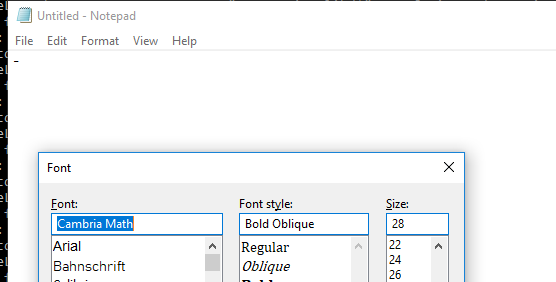 Untitled - Notepad
File Edit Format View Help
-
Font
Font: Font style: Size:
Cambria Math Bold Oblique 28
Arial Regular 22
Bahnschrift Oblique 24
26